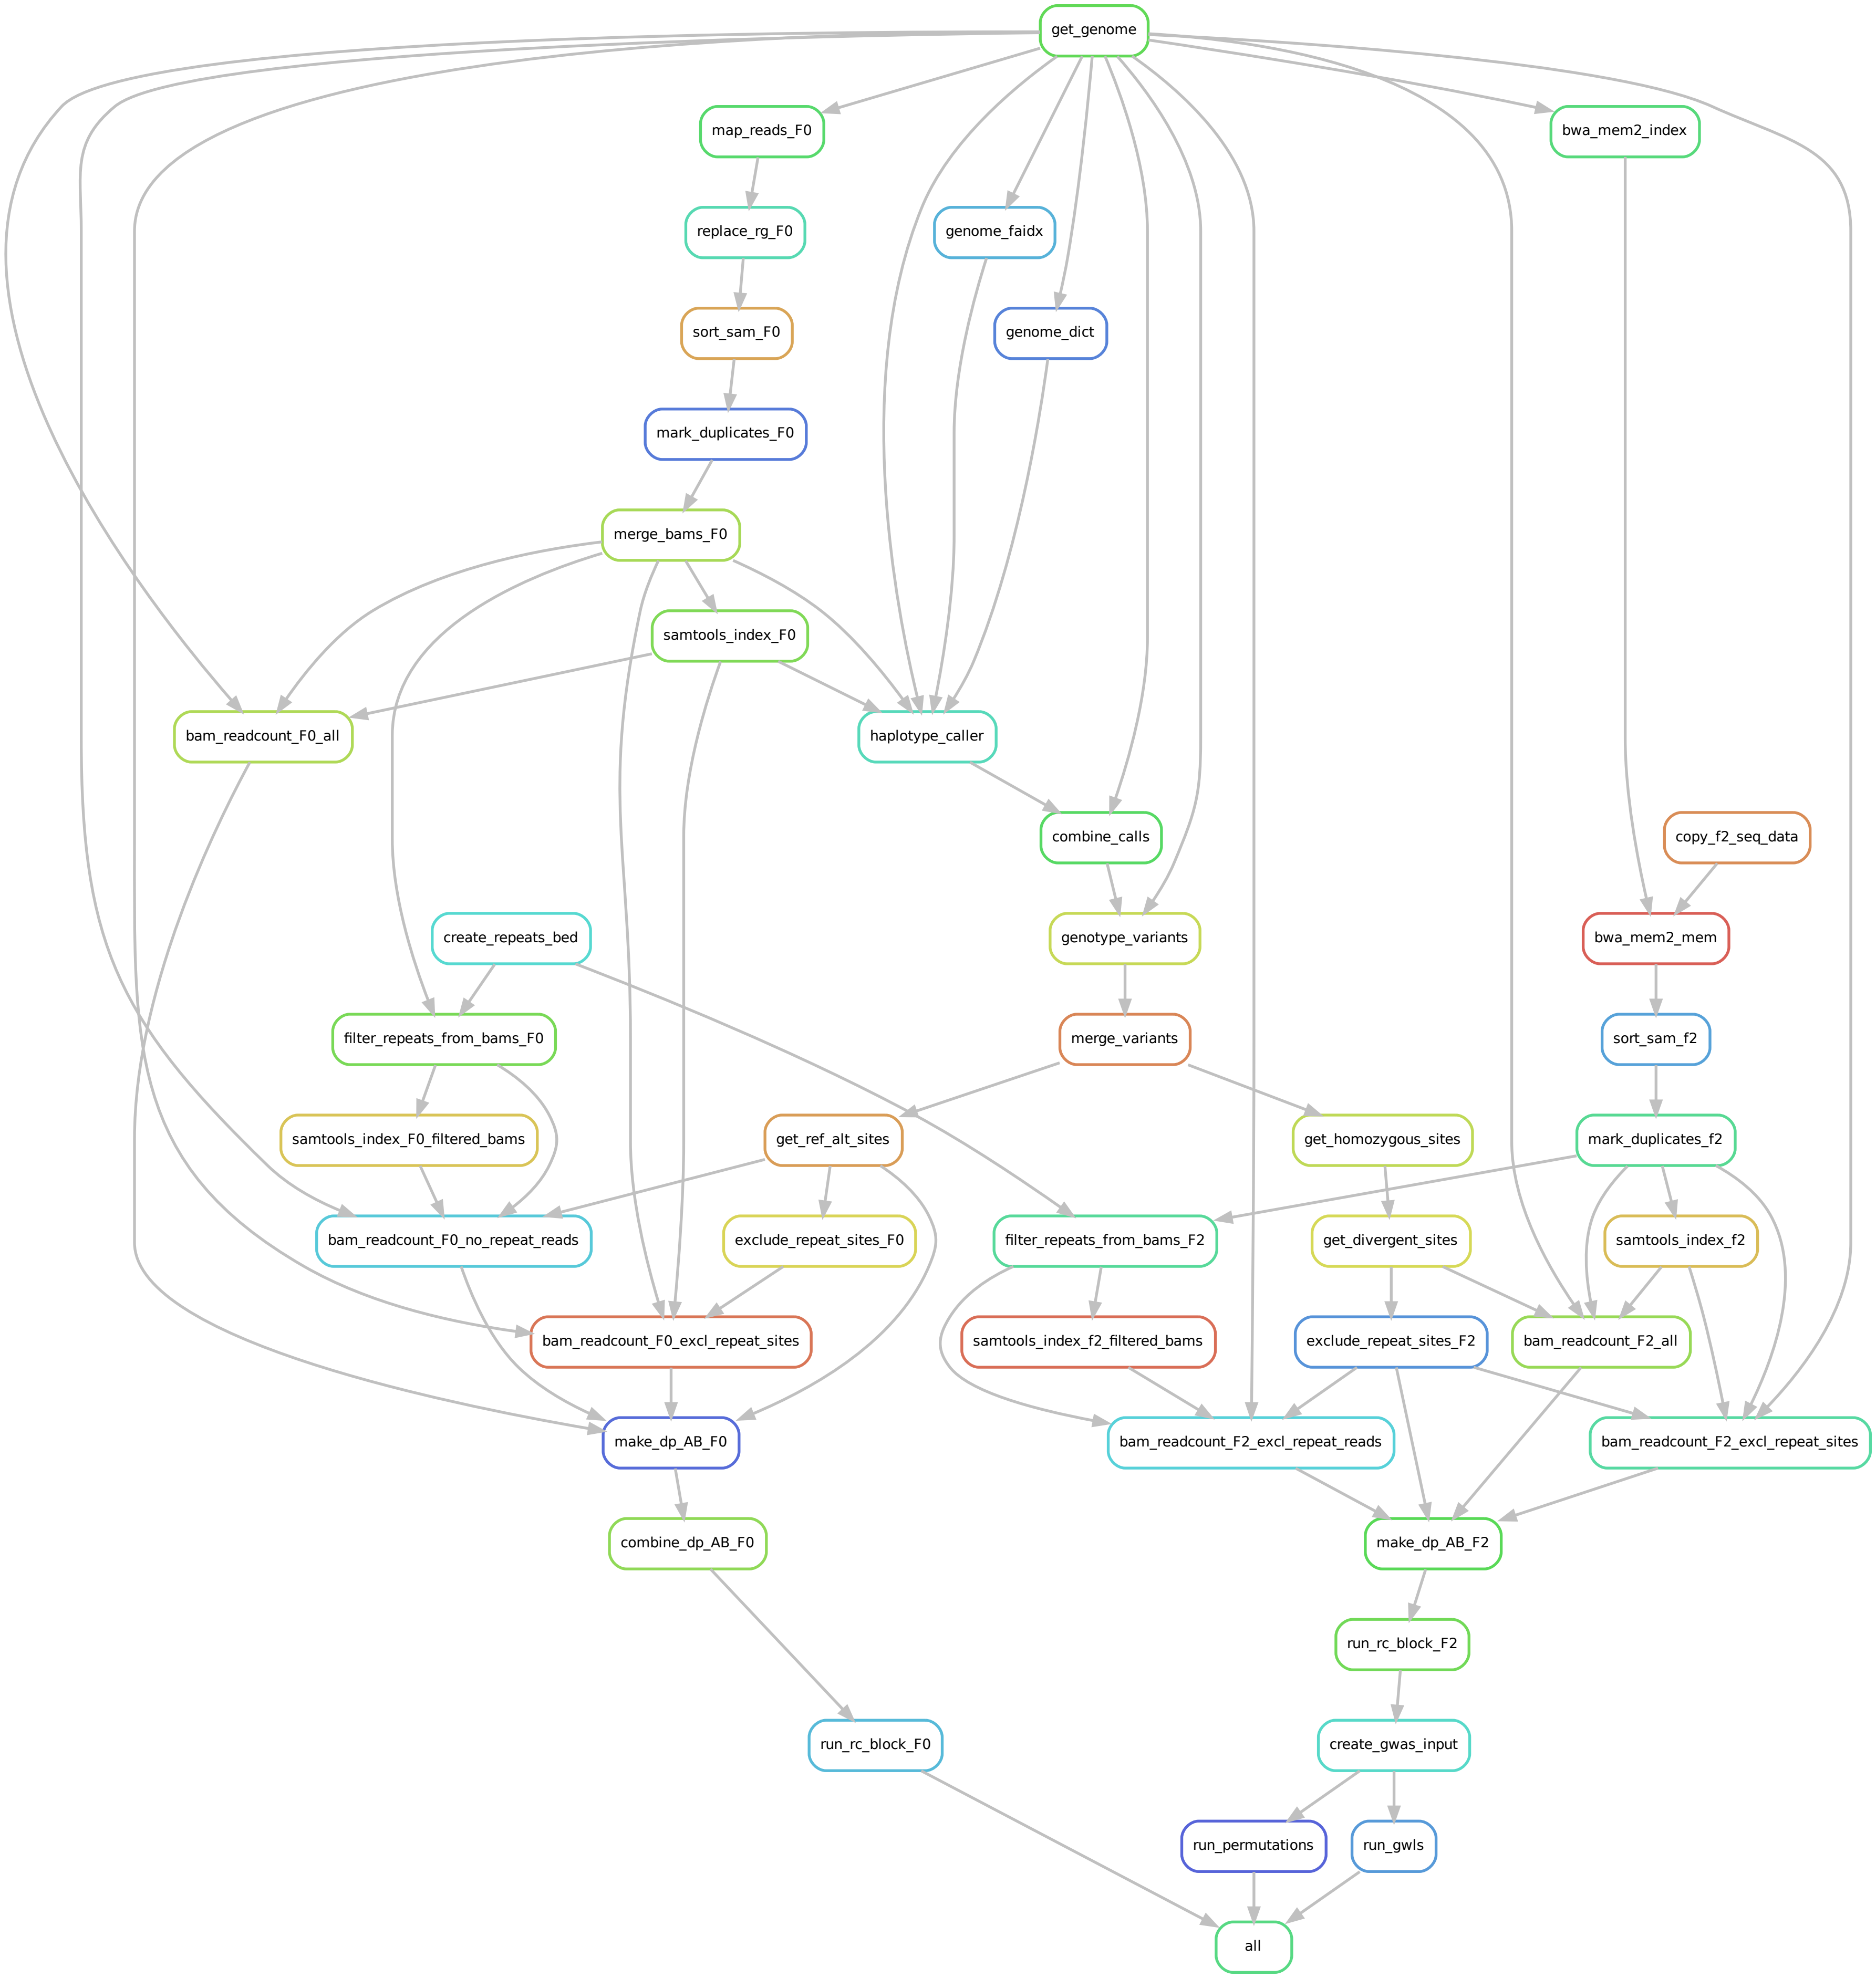 get_genome
map_reads_F0
bwa_mem2_index
replace_rg_F0
genome_faidx
sort_sam_F0
genome_dict
mark_duplicates_F0
merge_bams_F0
samtools_index_F0
bam_readcount_F0_all
haplotype_caller
combine_calls
copy_f2_seq_data
create_repeats_bed
genotype_variants
bwa_mem2_mem
filter_repeats_from_bams_F0
merge_variants
sort_sam_f2
samtools_index_F0_filtered_bams
get_ref_alt_sites
get_homozygous_sites
mark_duplicates_f2
bam_readcount_F0_no_repeat_reads
exclude_repeat_sites_F0
filter_repeats_from_bams_F2
get_divergent_sites
samtools_index_f2
bam_readcount_F0_excl_repeat_sites
samtools_index_f2_filtered_bams
exclude_repeat_sites_F2
bam_readcount_F2_all
make_dp_AB_F0
bam_readcount_F2_excl_repeat_reads
bam_readcount_F2_excl_repeat_sites
combine_dp_AB_F0
make_dp_AB_F2
run_rc_block_F2
run_rc_block_F0
create_gwas_input
run_permutations
run_gwls
all